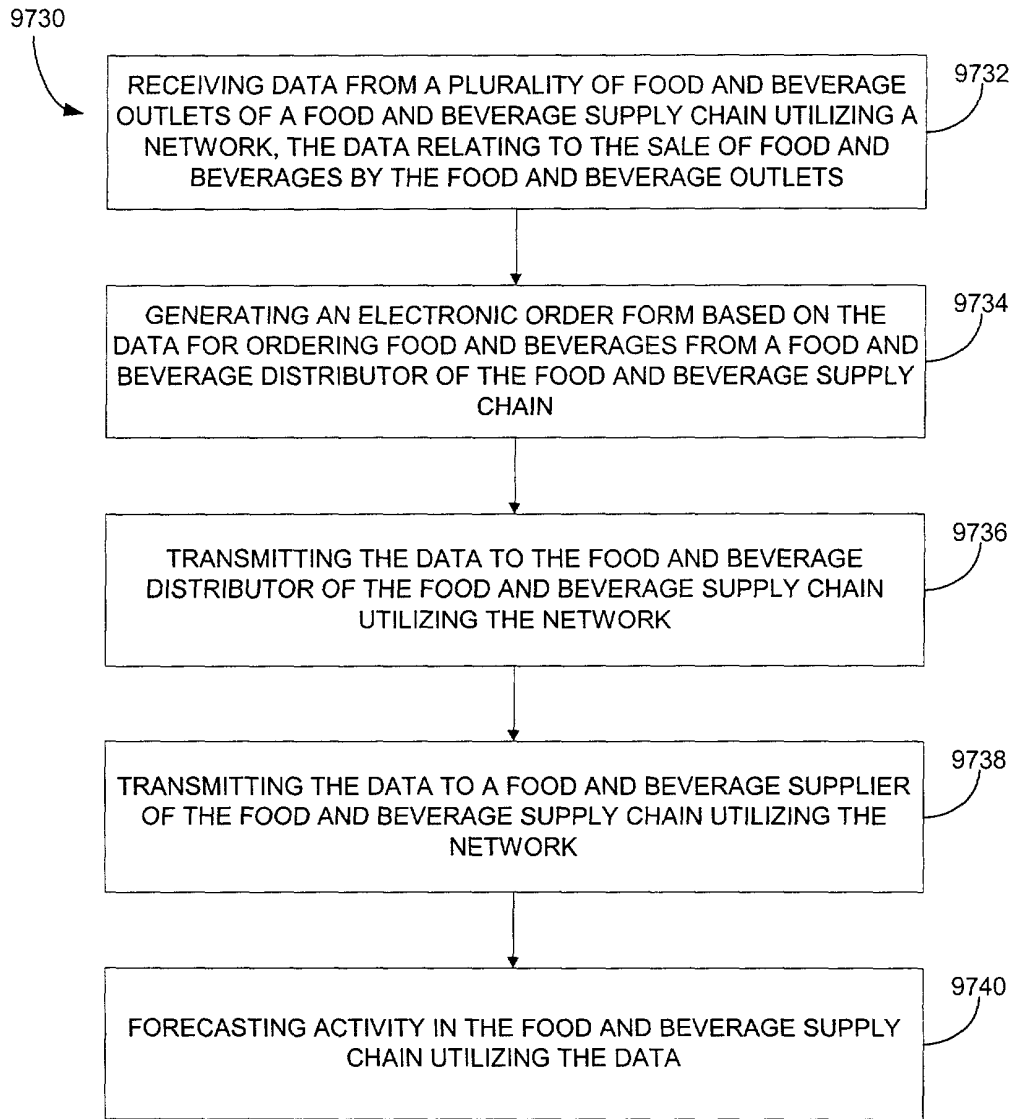 9730
RECEIVING DATA FROM A PLURALITY OF FOOD AND BEVERAGE
OUTLETS OF A FOOD AND BEVERAGE SUPPLY CHAIN UTILIZING A
NETWORK, THE DATA RELATING TO THE SALE OF FOOD AND
BEVERAGES BY THE FOOD AND BEVERAGE OUTLETS
9732
GENERATING AN ELECTRONIC ORDER FORM BASED ON THE
DATA FOR ORDERING FOOD AND BEVERAGES FROM A FOOD AND
BEVERAGE DISTRIBUTOR OF THE FOOD AND BEVERAGE SUPPLY
CHAIN
9734
TRANSMITTING THE DATA TO THE FOOD AND BEVERAGE
DISTRIBUTOR OF THE FOOD AND BEVERAGE SUPPLY CHAIN
UTILIZING THE NETWORK
9736
TRANSMITTING THE DATA TO A FOOD AND BEVERAGE SUPPLIER
OF THE FOOD AND BEVERAGE SUPPLY CHAIN UTILIZING THE
NETWORK
9738
FORECASTING ACTIVITY IN THE FOOD AND BEVERAGE SUPPLY
CHAIN UTILIZING THE DATA
9740